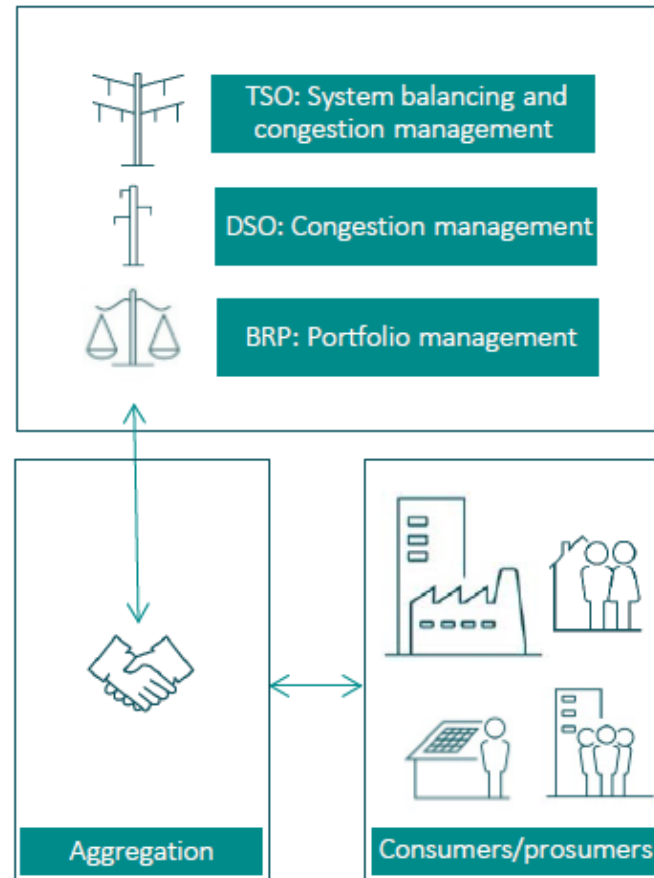 TSO: System balancing and
congestion management
DSO: Congestion management
BRP: Portfolio management
Aggregation
Consumers/prosumers